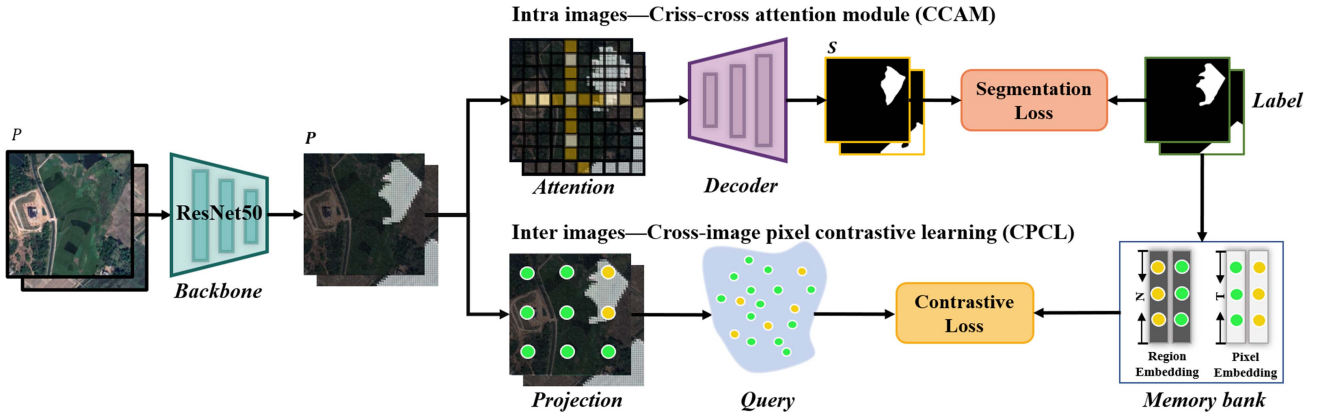 Intra images—Criss-cross attention module (CCAM)
P
ResNet50
Backbone
P
Attention
Decoder
S
Segmentation
Loss
Label
Inter images—Cross-image pixel contrastive learning (CPCL)
Projection
Query
Contrastive
Loss
N
T
Region
Embedding
Pixel
Embedding
Memory bank